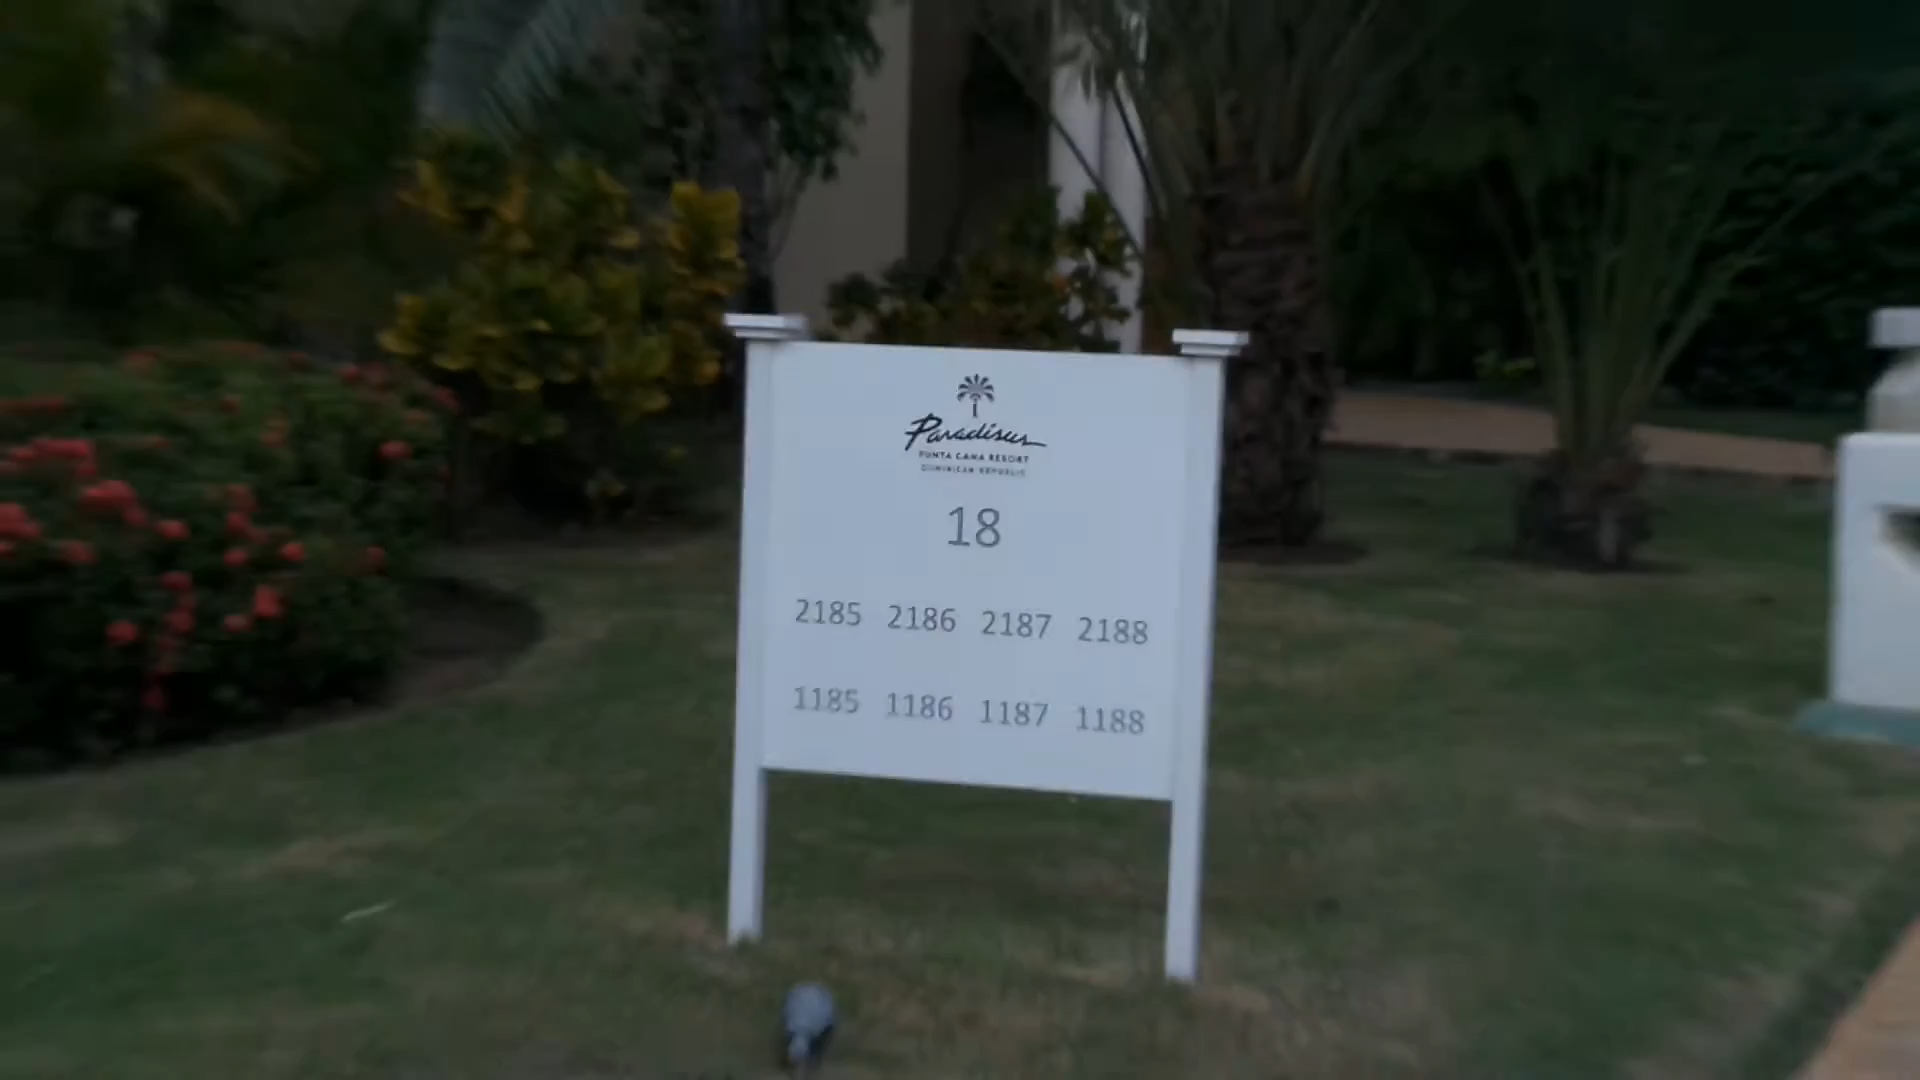 Paradisus
PUNTA CANA RESORT
DOMINICAN REPUBLIC
18
2185 2186 2187 2188
1185 1186 1187 1188